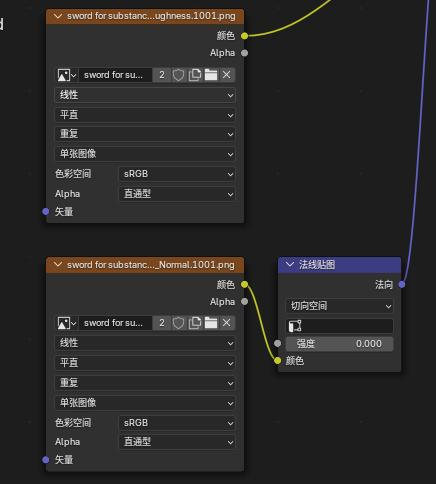 d
sword for substanc...ughness.1001.png
颜色
Alpha
sword for su... 2
线性
平直
重复
单张图像
色彩空间 sRGB
Alpha 直通型
矢量
sword for substanc..._Normal.1001.png
颜色
Alpha
sword for su... 2
线性
平直
重复
单张图像
色彩空间 sRGB
Alpha 直通型
矢量
法线贴图
法向
切向空间
强度 0.000
颜色